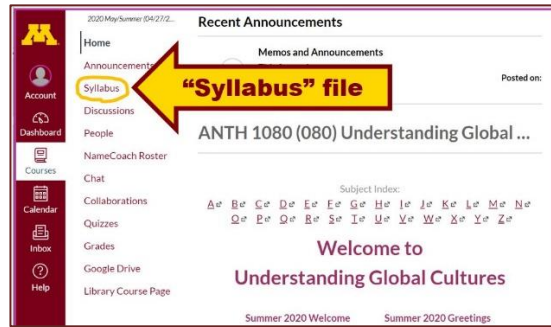 M
Account
Dashboard
Courses
Calendar
Inbox
Help
2020 May/Summer (04/27/2...
Home
Announcements
Syllabus
Discussions
People
NameCoach Roster
Chat
Collaborations
Quizzes
Grades
Google Drive
Library Course Page
Recent Announcements
Memos and Announcements
Posted on:
“Syllabus” file
ANTH 1080 (080) Understanding Global ...
Subject Index:
A B C D E F G H I J K L M N
O P Q R S T U V W X Y Z
Welcome to
Understanding Global Cultures
Summer 2020 Welcome Summer 2020 Greetings